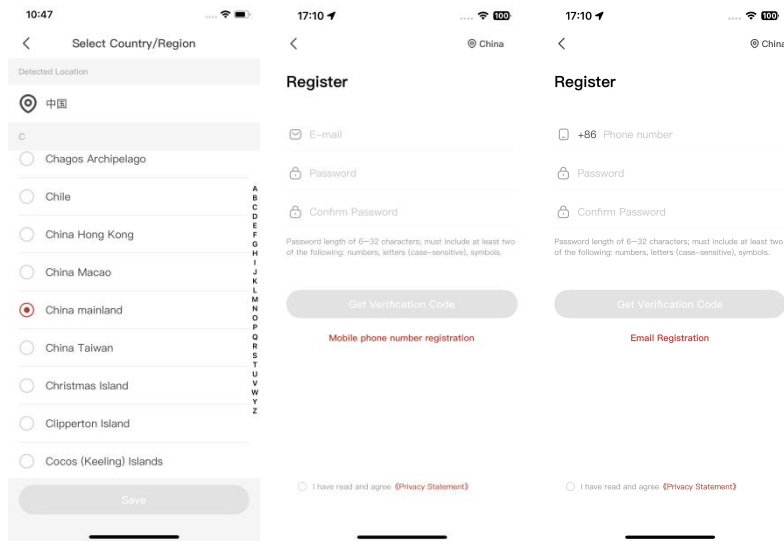 10:47
Select Country/Region
Detected Location
中国
C
Chagos Archipelago
Chile
China Hong Kong
China Macao
China mainland
China Taiwan
Christmas Island
Clipperton Island
Cocos (Keeling) Islands
A
B
C
D
E
F
G
H
I
J
K
L
M
N
O
P
Q
R
S
T
U
V
W
Y
Z
Save
17:10
100
China
Register
E-mail
Password
Confirm Password
Password length of 6–32 characters; must include at least two
of the following: numbers, letters (case-sensitive), symbols.
Get Verification Code
Mobile phone number registration
I have read and agree 《Privacy Statement》
17:10
100
China
Register
+86 Phone number
Password
Confirm Password
Password length of 6–32 characters; must include at least two
of the following: numbers, letters (case-sensitive), symbols.
Get Verification Code
Email Registration
I have read and agree 《Privacy Statement》